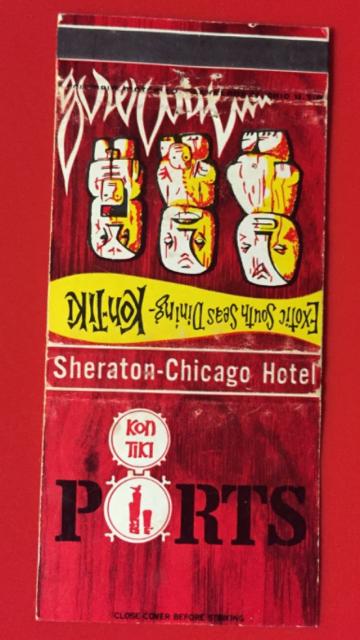 Exotic South Seas Dining - Kon-Tiki
Sheraton-Chicago Hotel
KON
TIKI
PORTS
CLOSE COVER BEFORE STRIKING